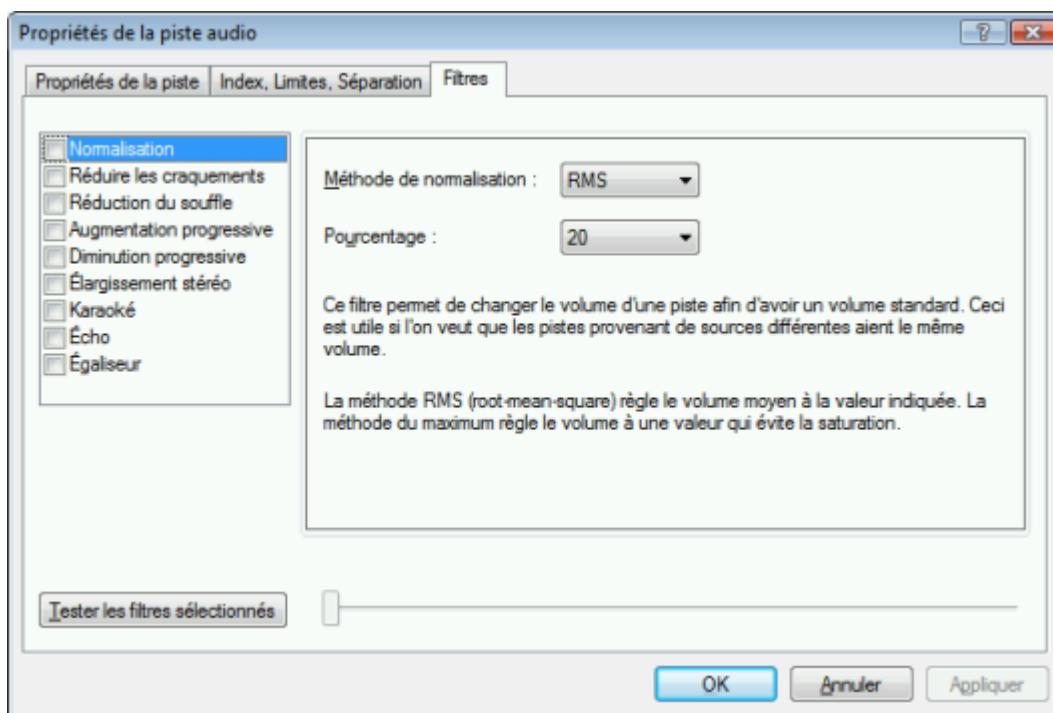 Propriétés de la piste audio
Propriétés de la piste
Index, Limites, Séparation
Filtres
Normalisation
Réduire les craquements
Réduction du souffle
Augmentation progressive
Diminution progressive
Élargissement stéréo
Karaoké
Écho
Égaliseur
Méthode de normalisation : RMS
Pourcentage : 20
Ce filtre permet de changer le volume d'une piste afin d'avoir un volume standard. Ceci
est utile si l'on veut que les pistes provenant de sources différentes aient le même
volume.
La méthode RMS (root-mean-square) règle le volume moyen à la valeur indiquée. La
méthode du maximum règle le volume à une valeur qui évite la saturation.
Tester les filtres sélectionnés
OK
Annuler
Appliquer